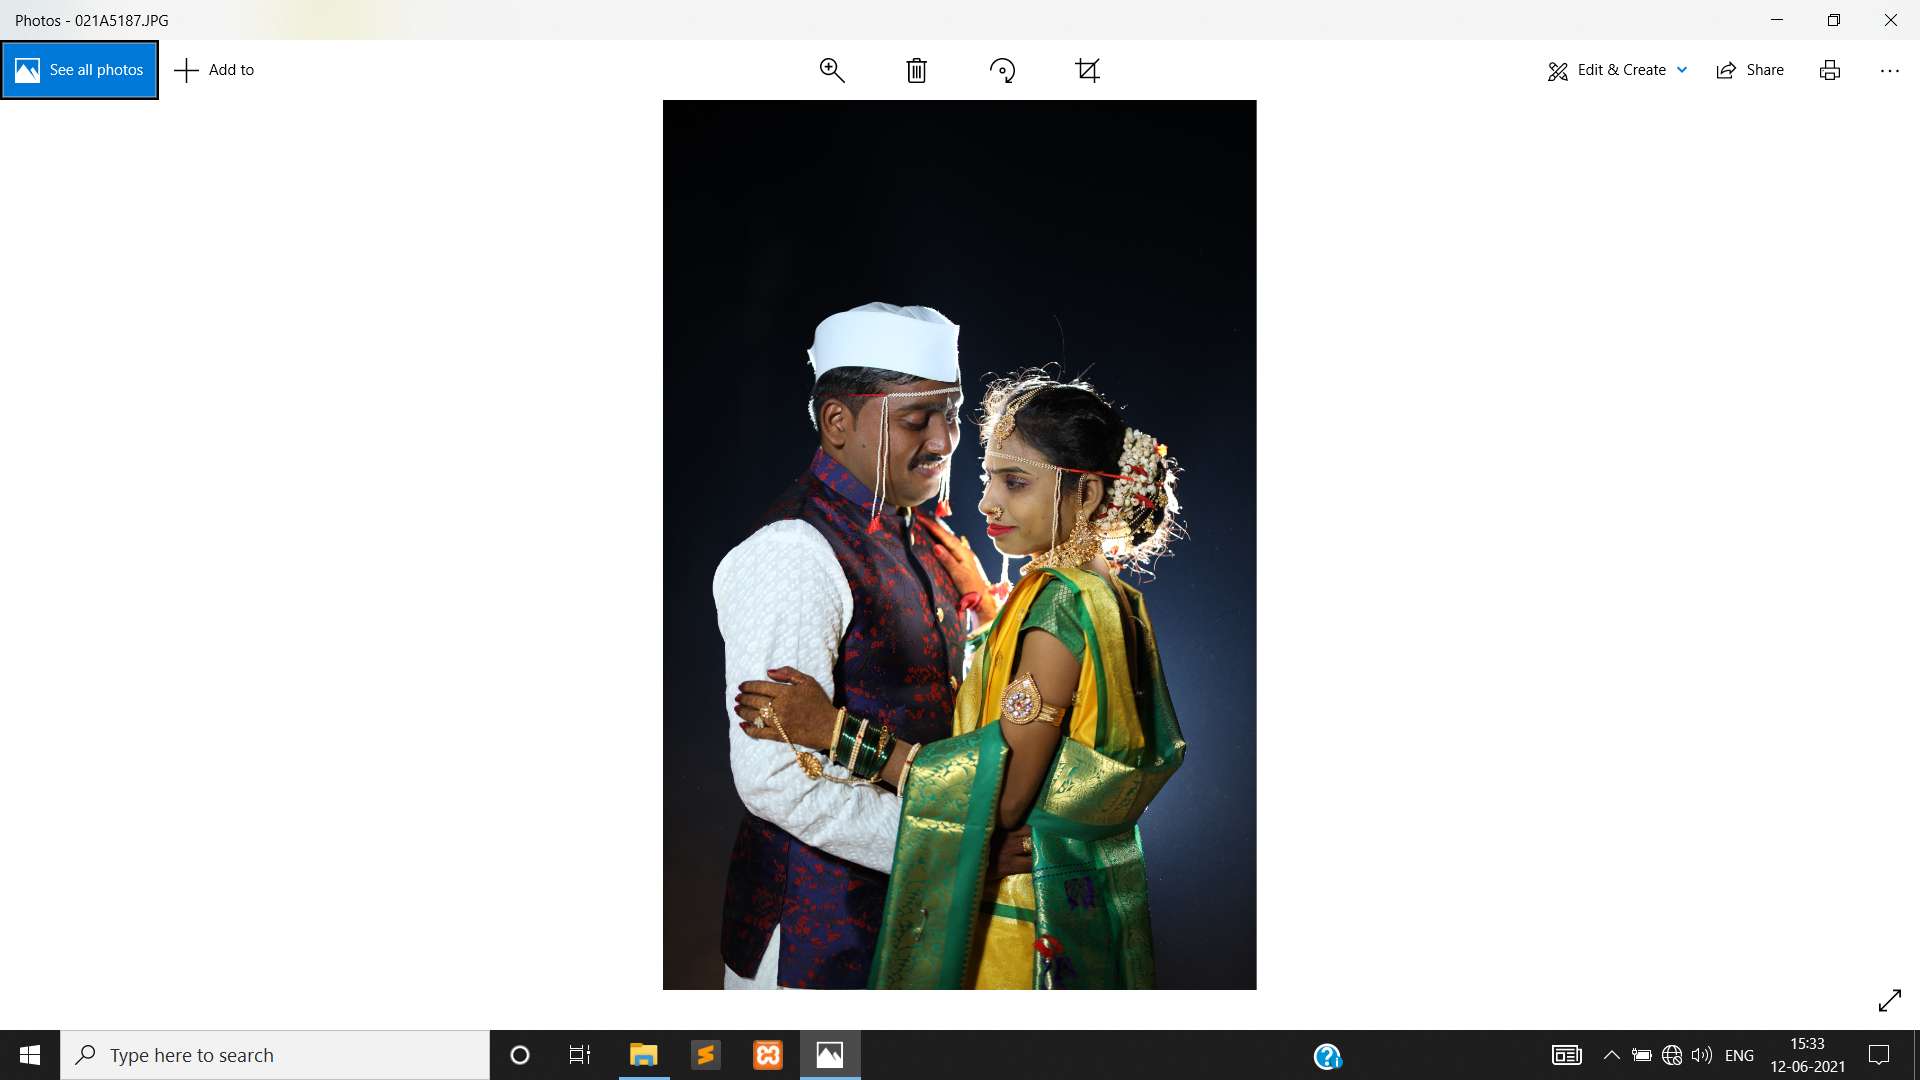 Photos - 021A5187.JPG
See all photos
Add to
Edit & Create
Share
Type here to search
ENG
15:33
12-06-2021